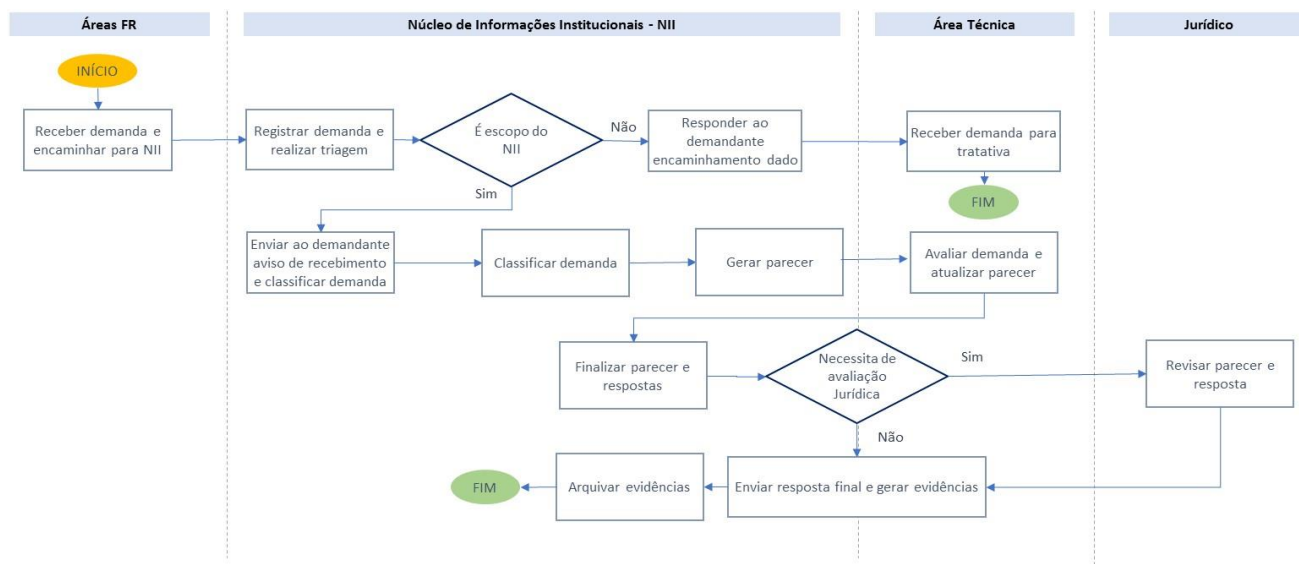 Áreas FR
Núcleo de Informações Institucionais - NII
Área Técnica
Jurídico
INÍCIO
Receber demanda e
encaminhar para NII
Registrar demanda e
realizar triagem
É escopo do
NII
Não
Responder ao
demandante
encaminhamento dado
Receber demanda para
tratativa
Sim
FIM
Enviar ao demandante
aviso de recebimento
e classificar demanda
Classificar demanda
Gerar parecer
Avaliar demanda e
atualizar parecer
Finalizar parecer e
respostas
Necessita de
avaliação
Jurídica
Sim
Revisar parecer e
resposta
Não
FIM
Arquivar evidências
Enviar resposta final e gerar evidências